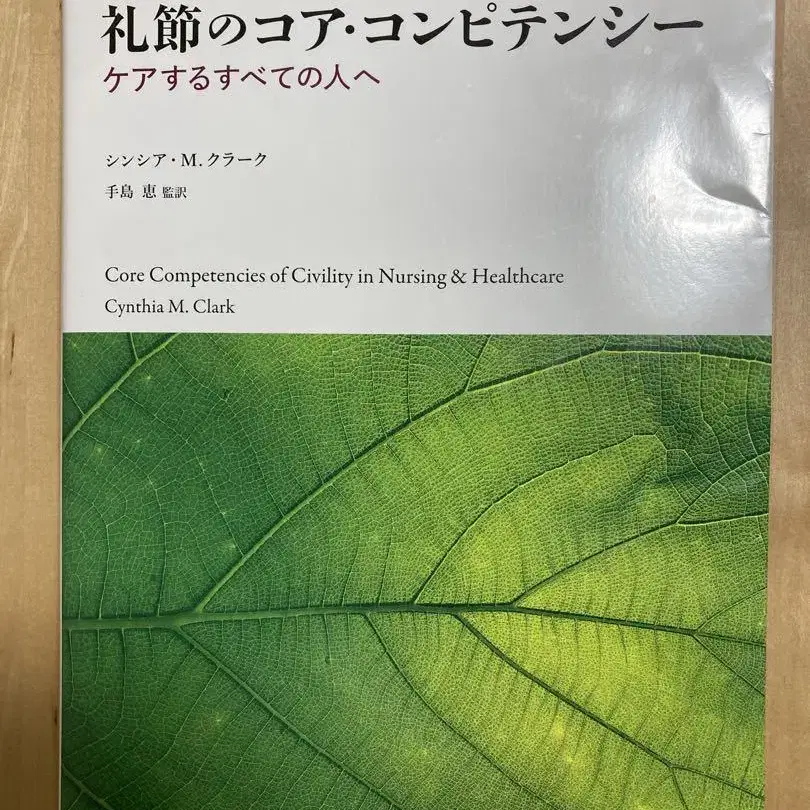 礼節のコア・コンピテンシー
ケアするすべての人へ
シンシア・M. クラーク
手島 恵 監訳
Core Competencies of Civility in Nursing & Healthcare
Cynthia M. Clark